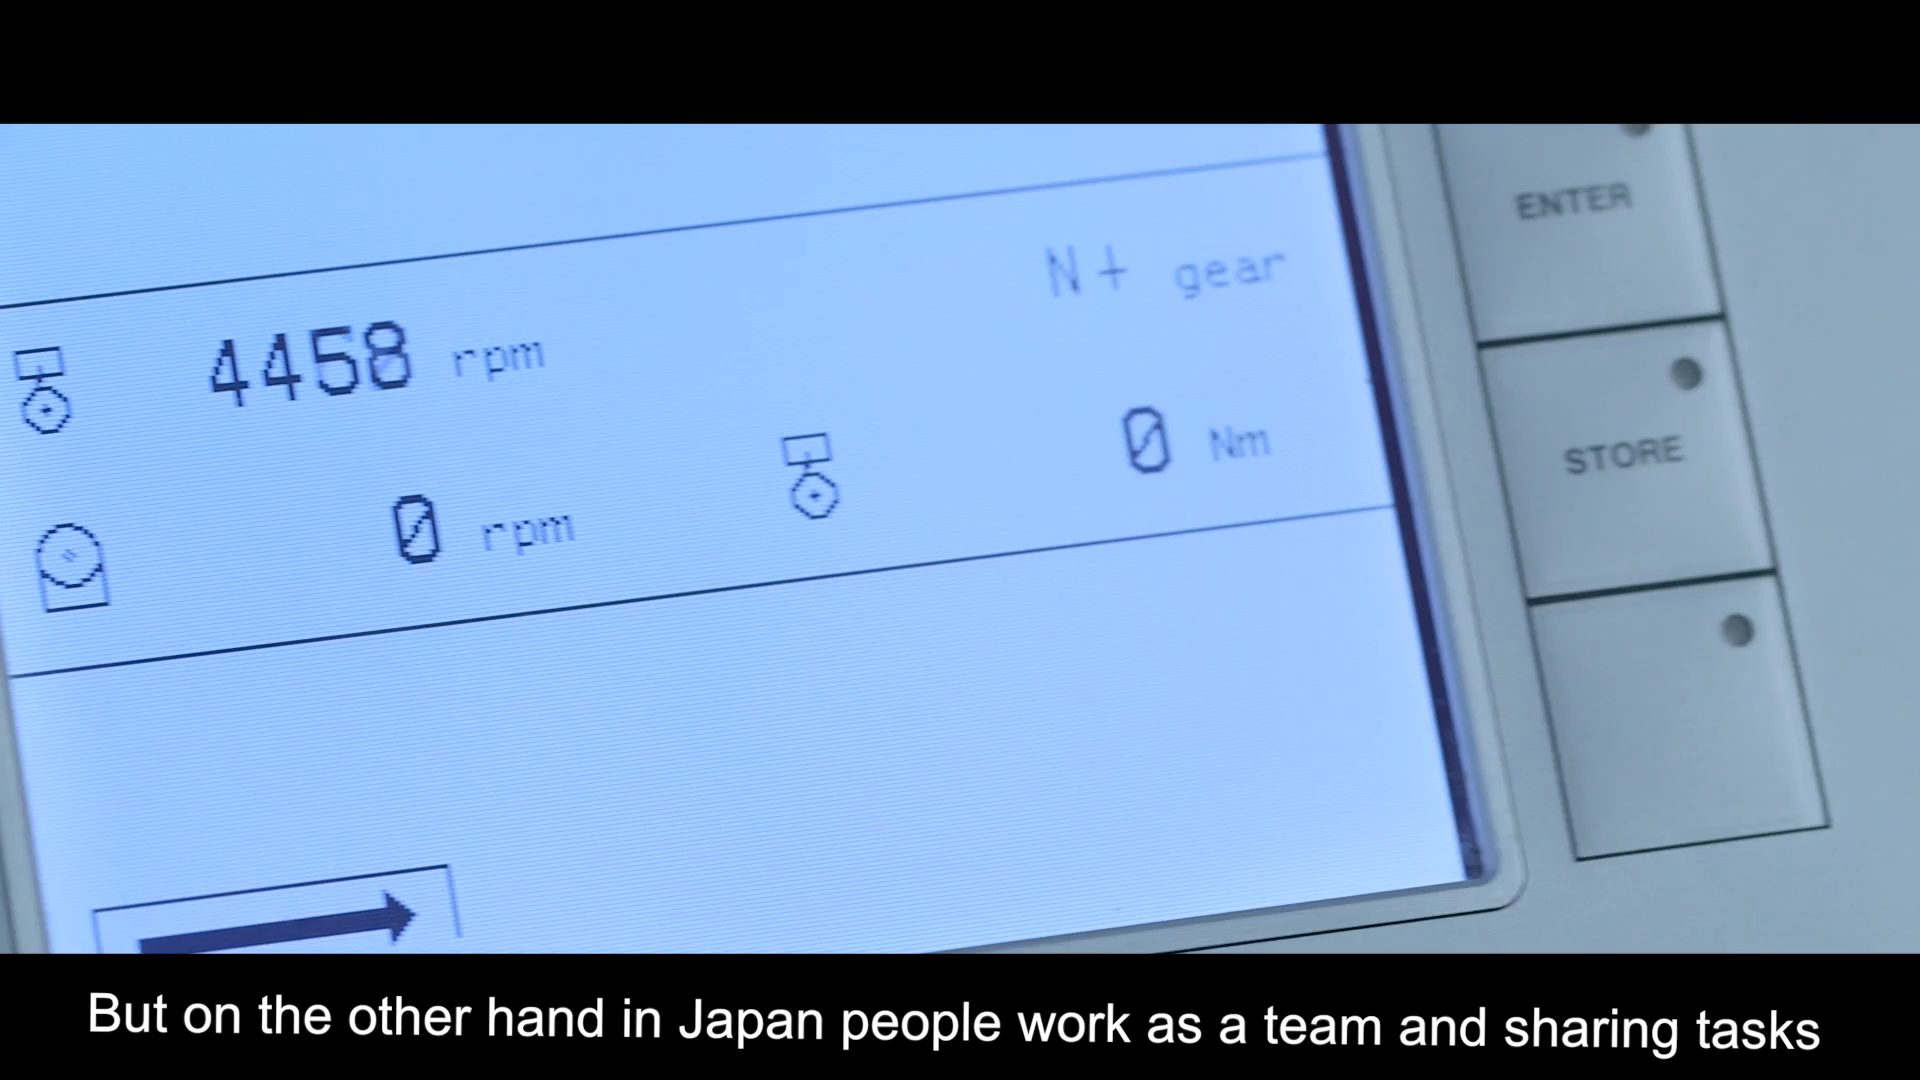 N+ gear
4458 rpm
0 Nm
0 rpm
ENTER
STORE
But on the other hand in Japan people work as a team and sharing tasks